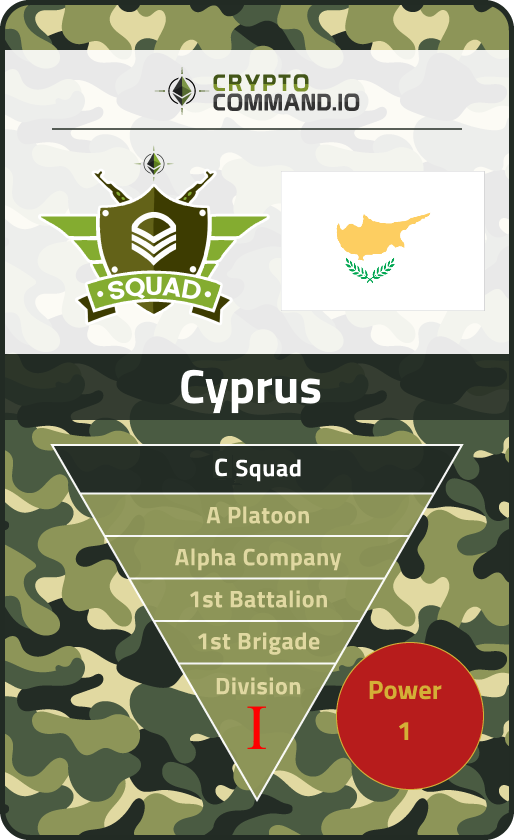 CRYPTO
COMMAND.IO
SQUAD
Cyprus
C Squad
A Platoon
Alpha Company
1st Battalion
1st Brigade
Division
I
Power
1